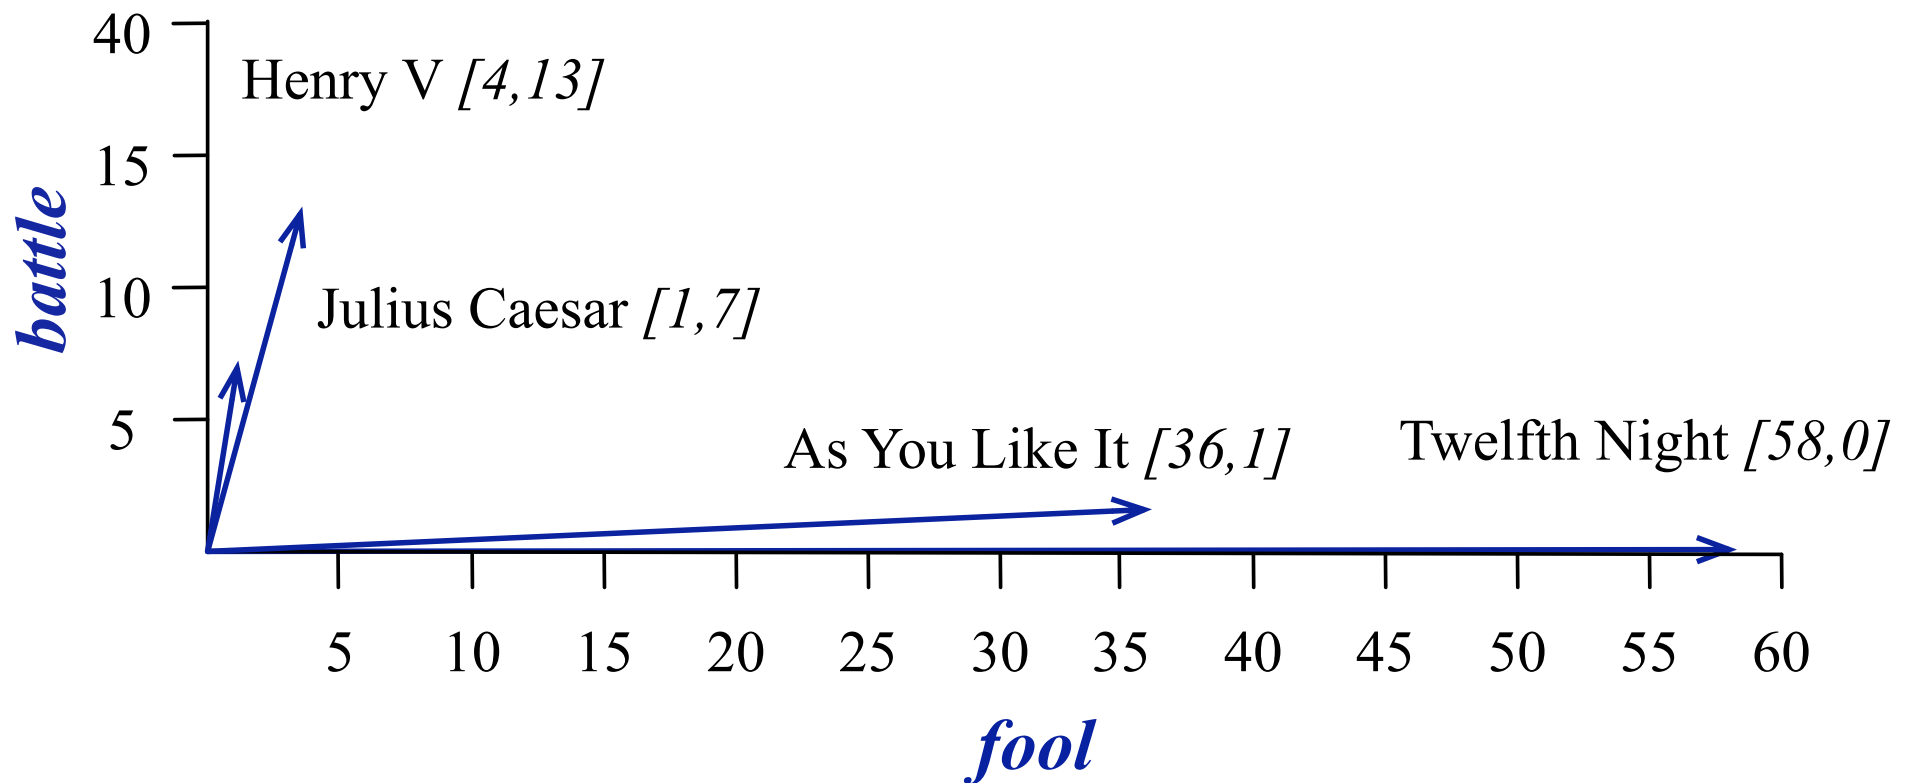 40
Henry V [4,13]
15
battle
10
Julius Caesar [1,7]
5
As You Like It [36,1]
Twelfth Night [58,0]
5 10 15 20 25 30 35 40 45 50 55 60
fool